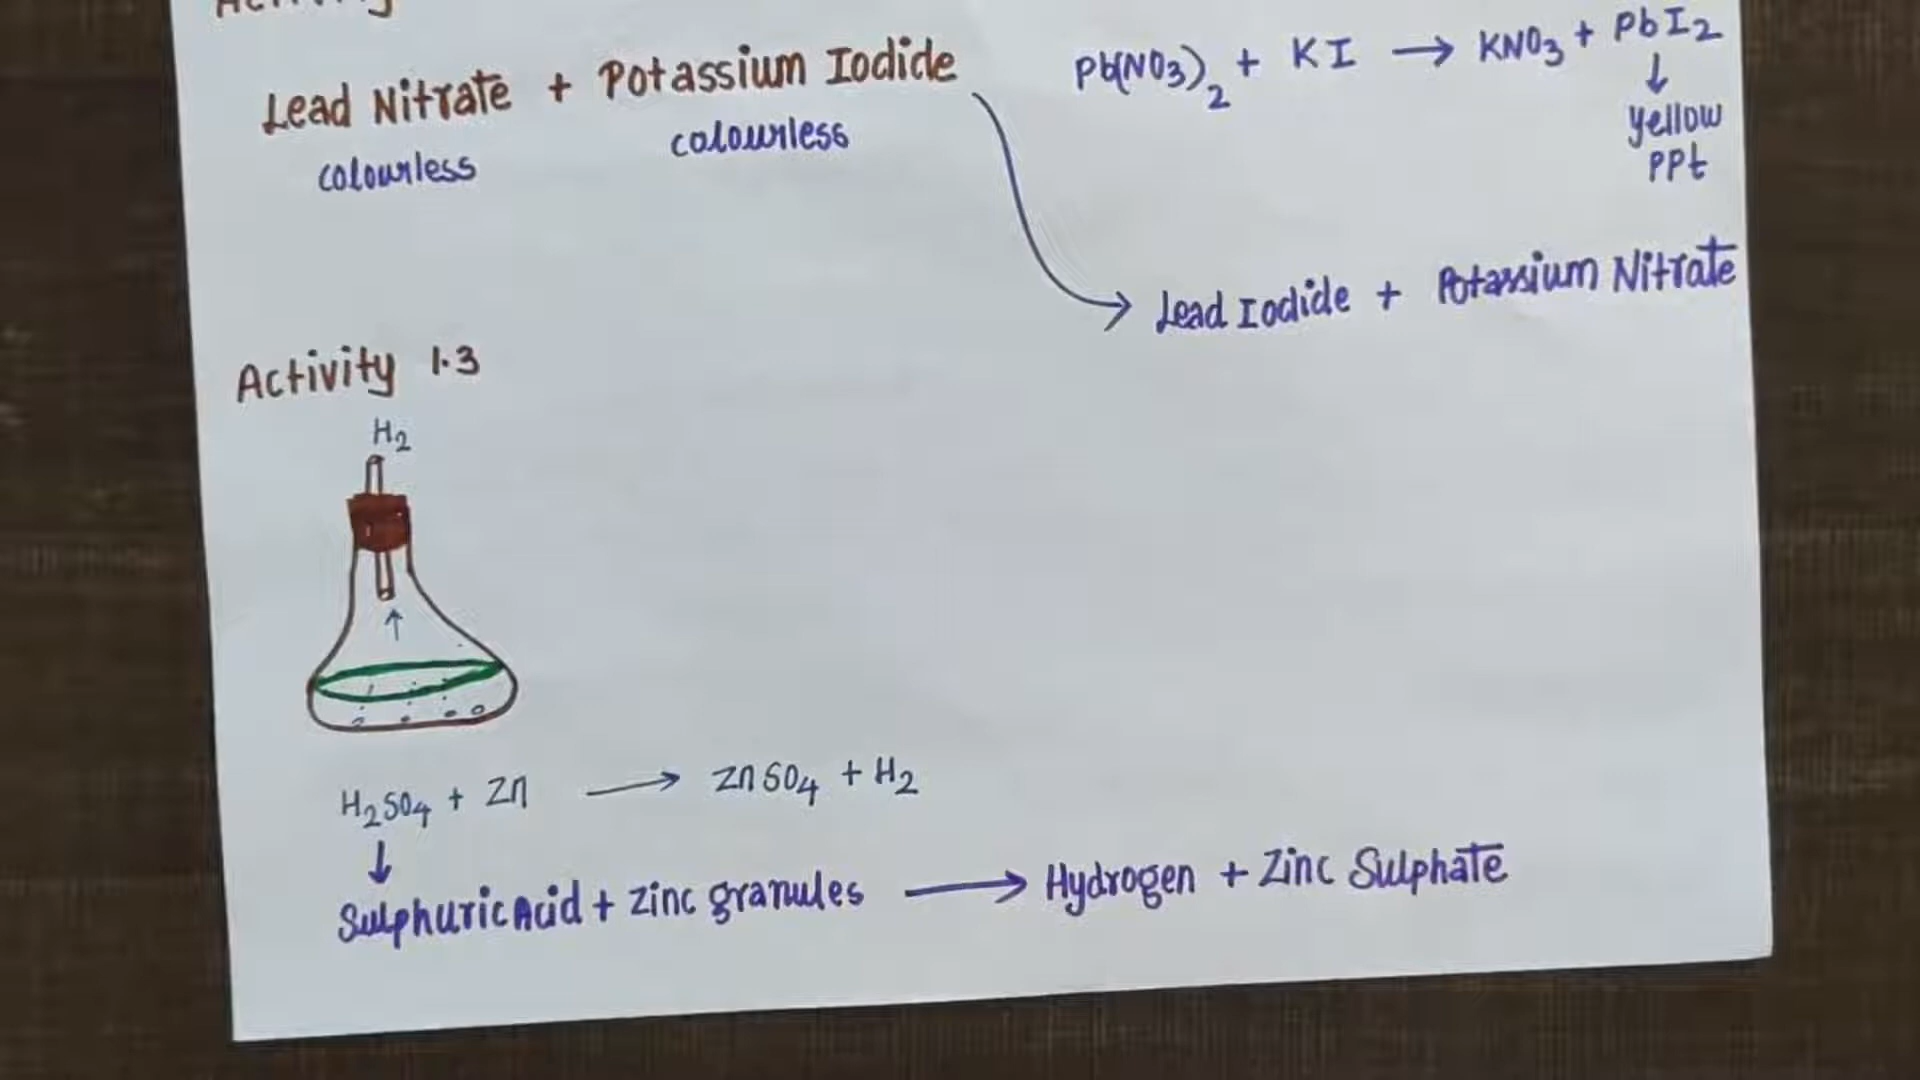 Lead Nitrate + Potassium Iodide
colourless colourless
Pb(NO3)2 + KI → KNO3 + PbI2
↓
yellow
ppt
→ Lead Iodide + Potassium Nitrate
Activity 1.3
H2
↑
H2SO4 + Zn → ZnSO4 + H2
↓
Sulphuric Acid + zinc granules → Hydrogen + Zinc Sulphate